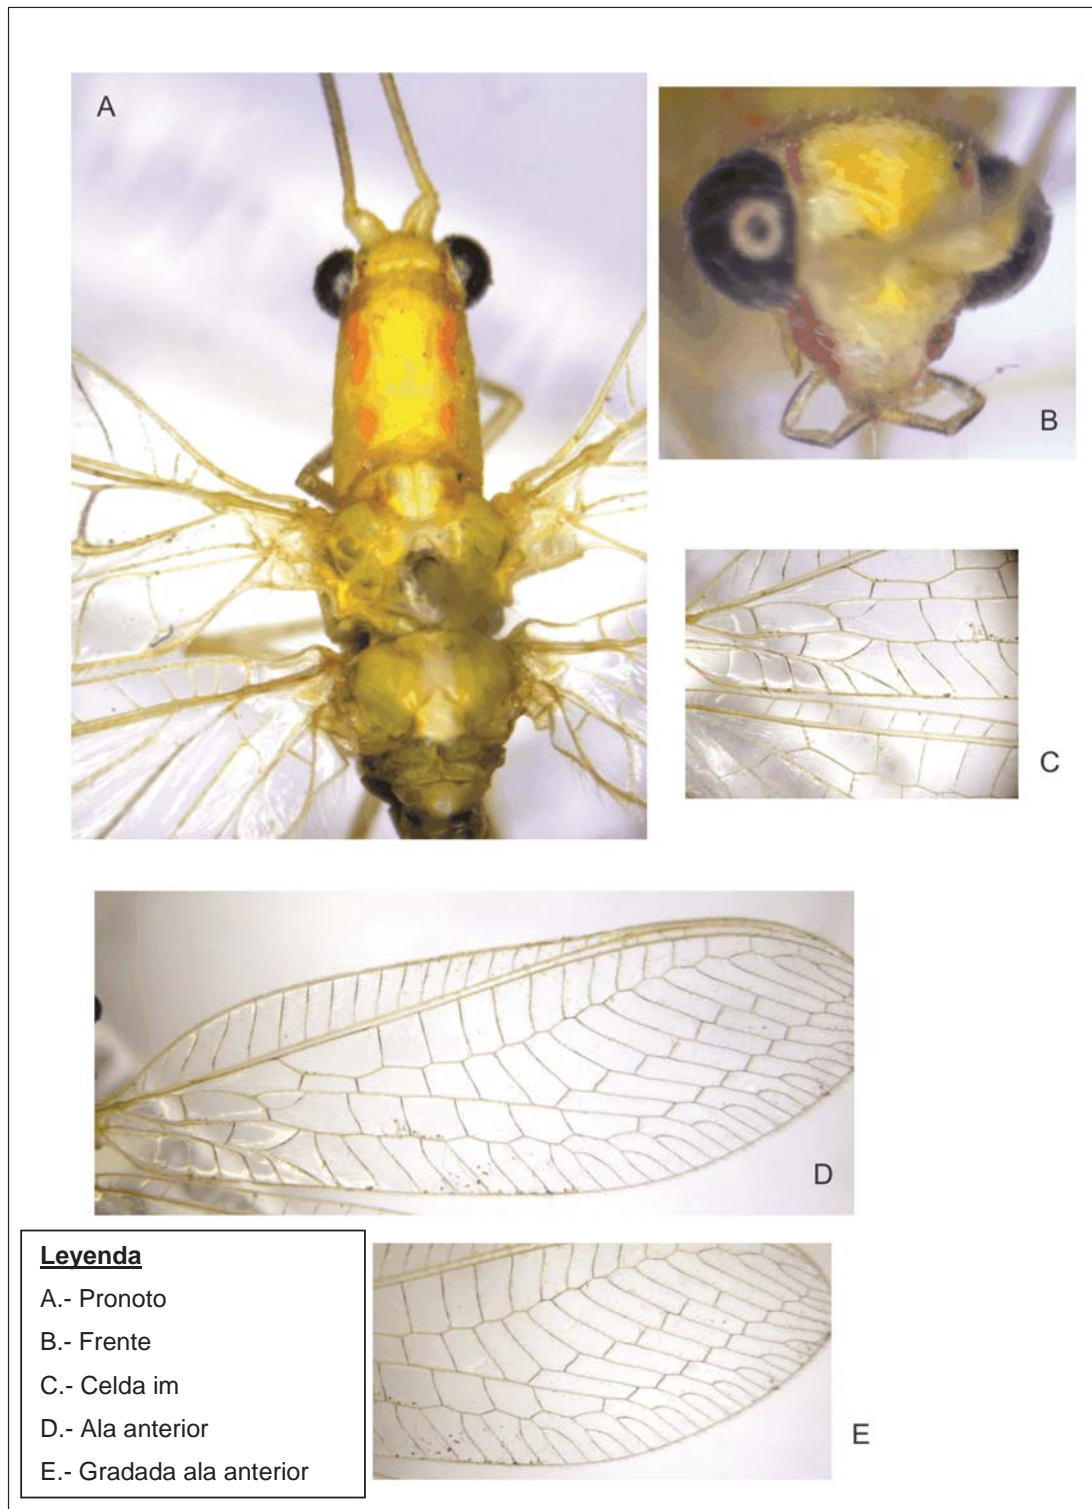 A
B
C
D
E
Leyenda
A.- Pronoto
B.- Frente
C.- Celda im
D.- Ala anterior
E.- Gradada ala anterior